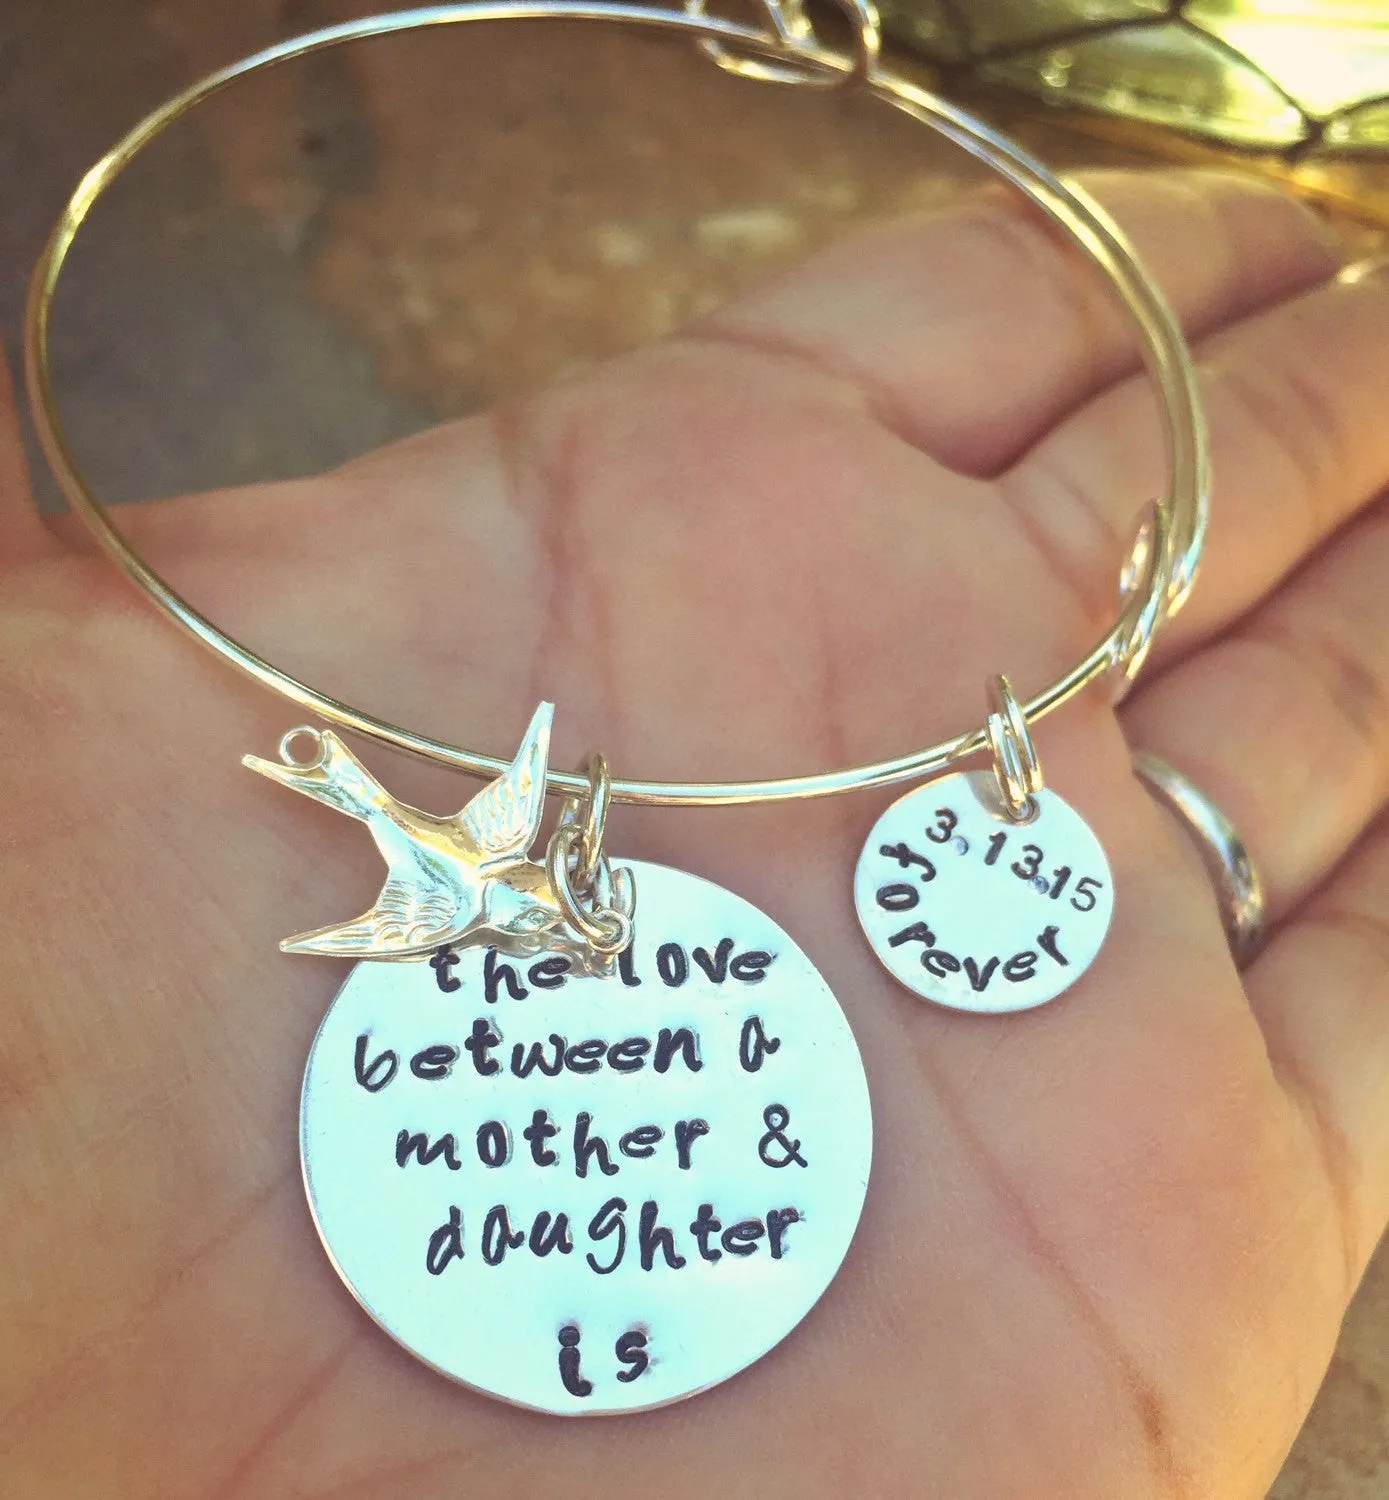 the love
between a
mother &
daughter
is
3.13.15
forever